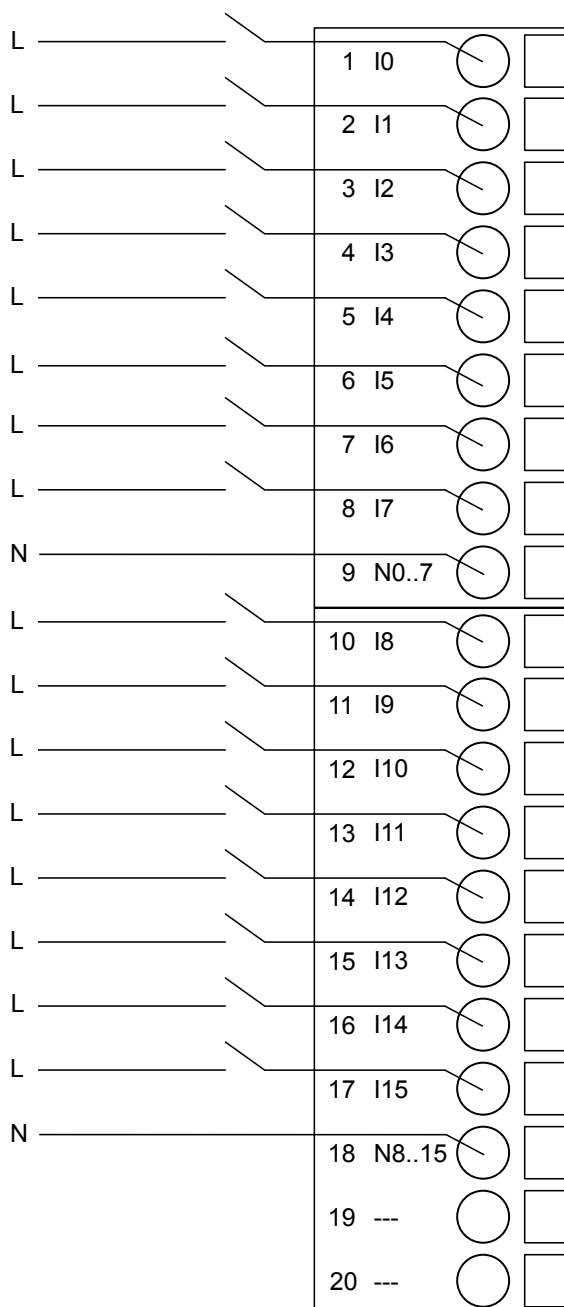 L 1 I0
L 2 I1
L 3 I2
L 4 I3
L 5 I4
L 6 I5
L 7 I6
L 8 I7
N 9 N0..7
L 10 I8
L 11 I9
L 12 I10
L 13 I11
L 14 I12
L 15 I13
L 16 I14
L 17 I15
N 18 N8..15
19 ---
20 ---